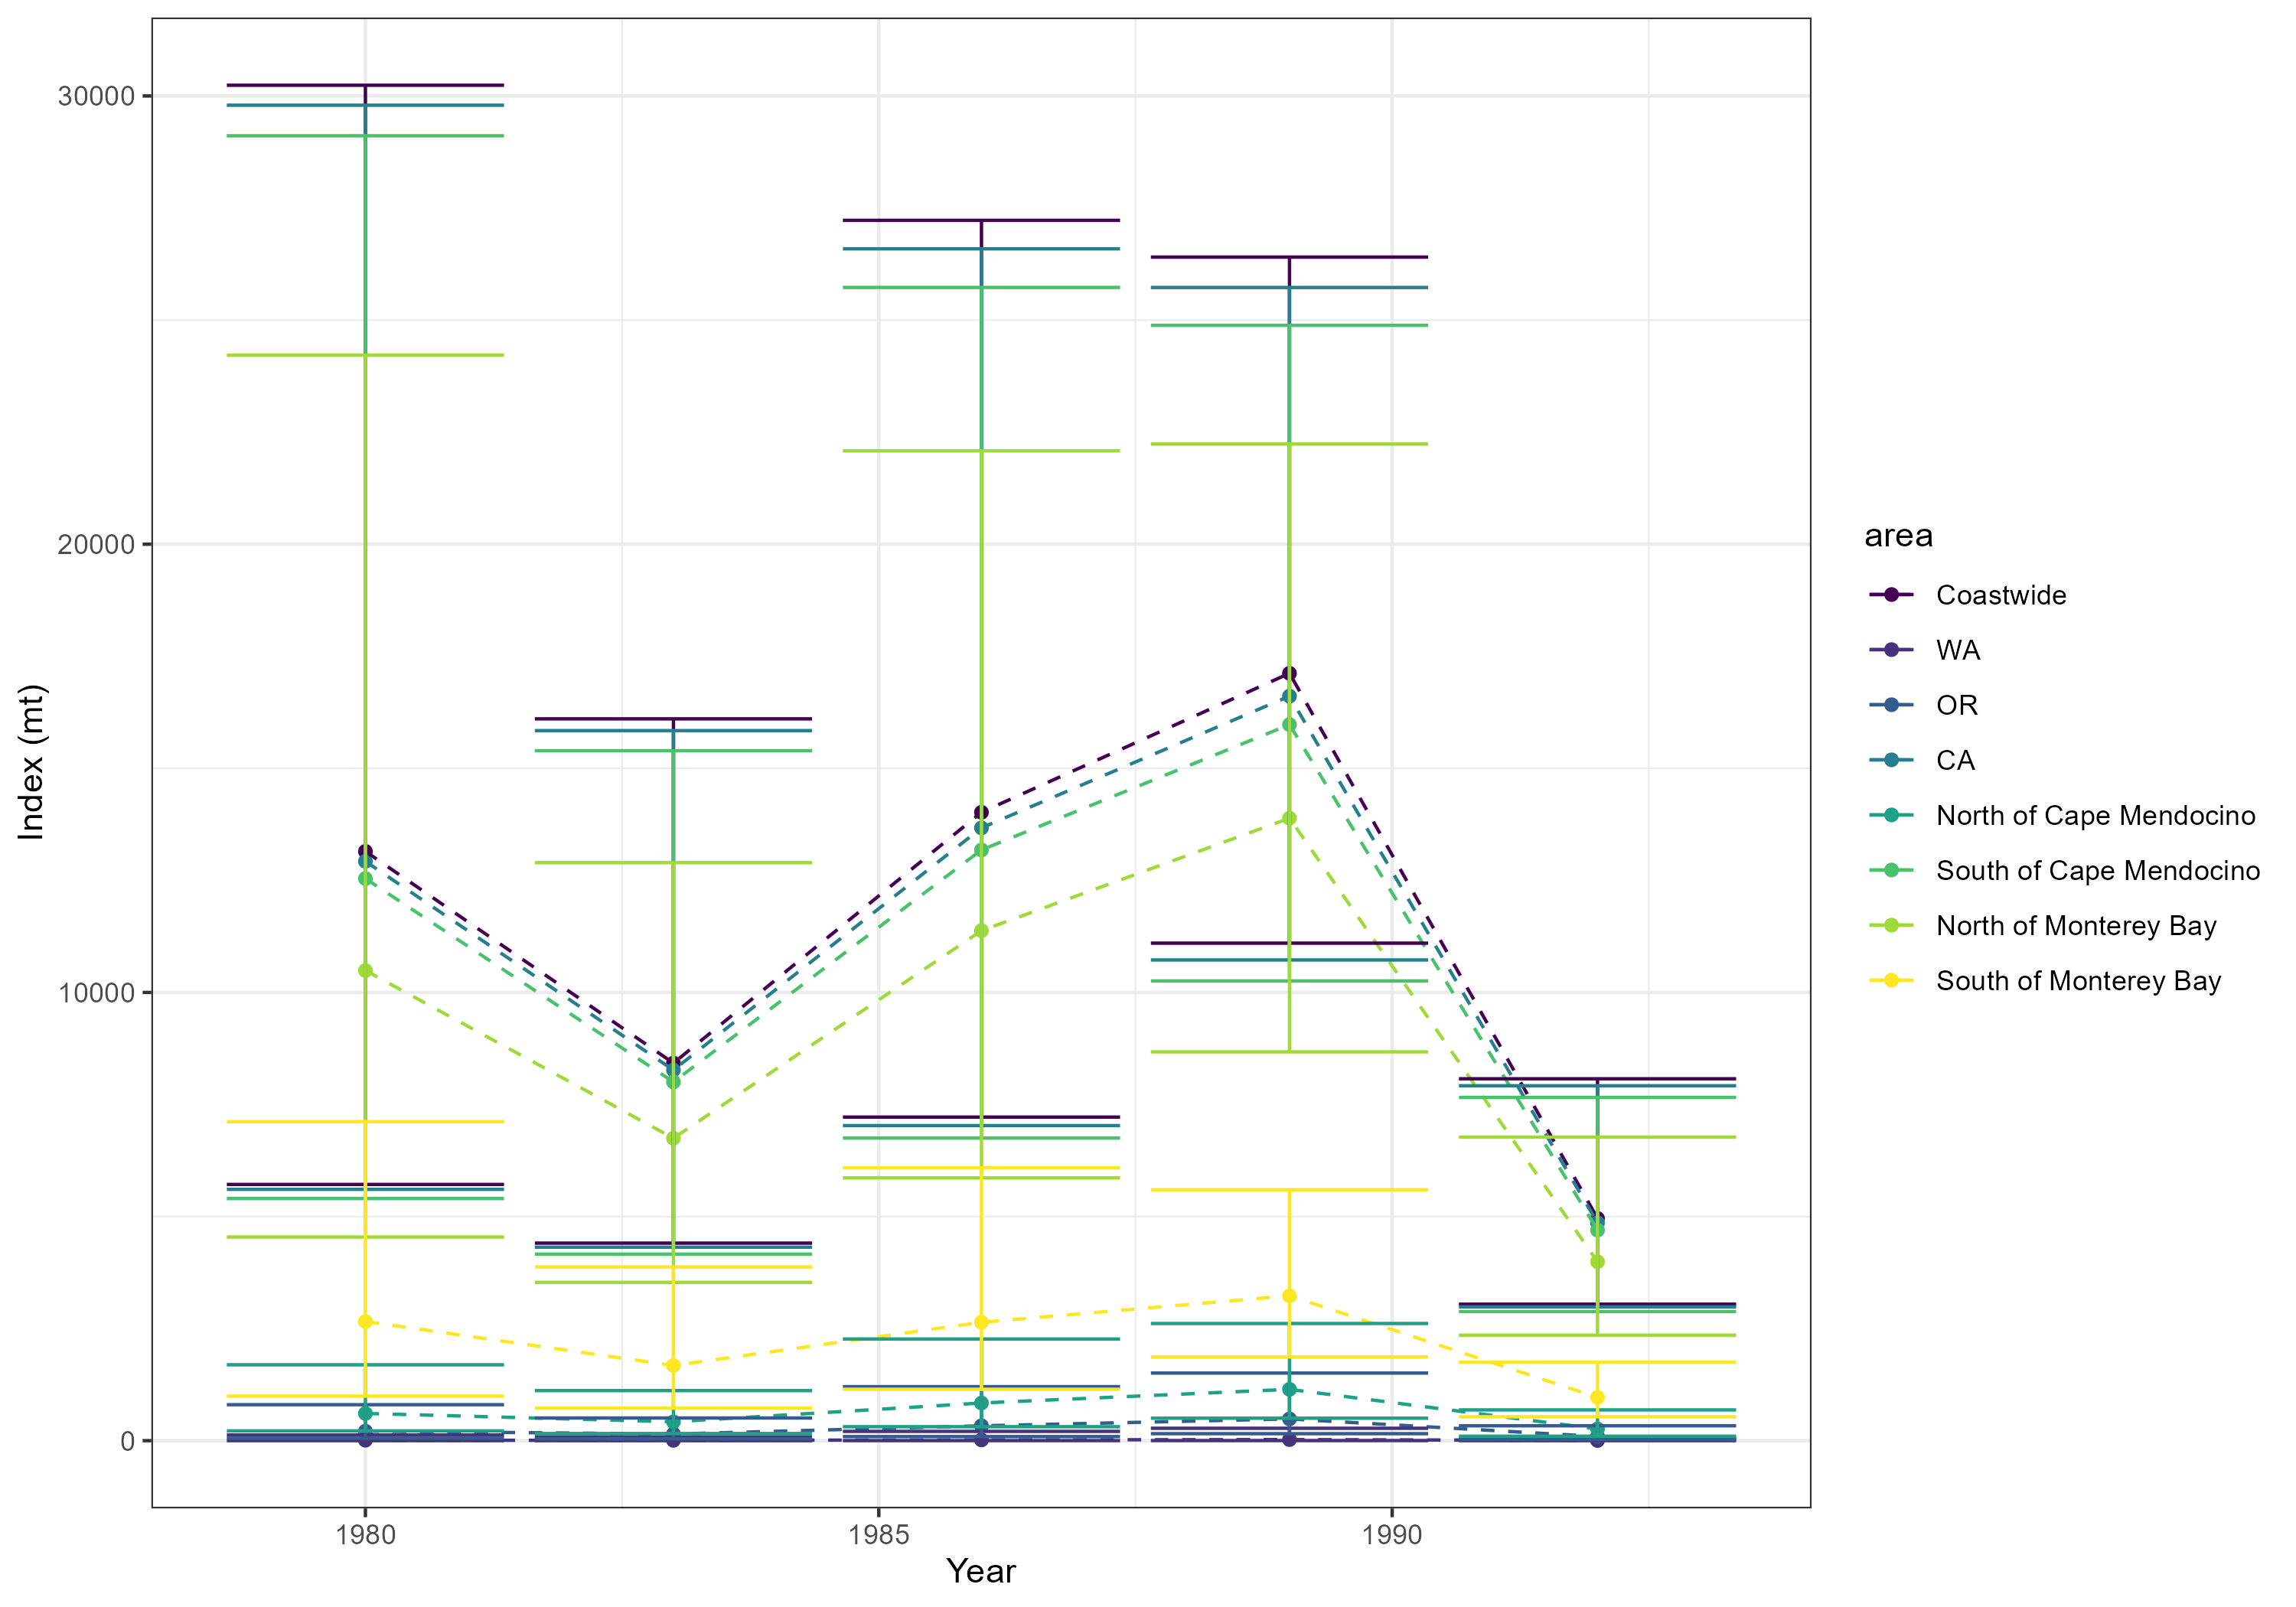 30000
20000
10000
0
Index (mt)
1980
1985
1990
Year
area
Coastwide
WA
OR
CA
North of Cape Mendocino
South of Cape Mendocino
North of Monterey Bay
South of Monterey Bay